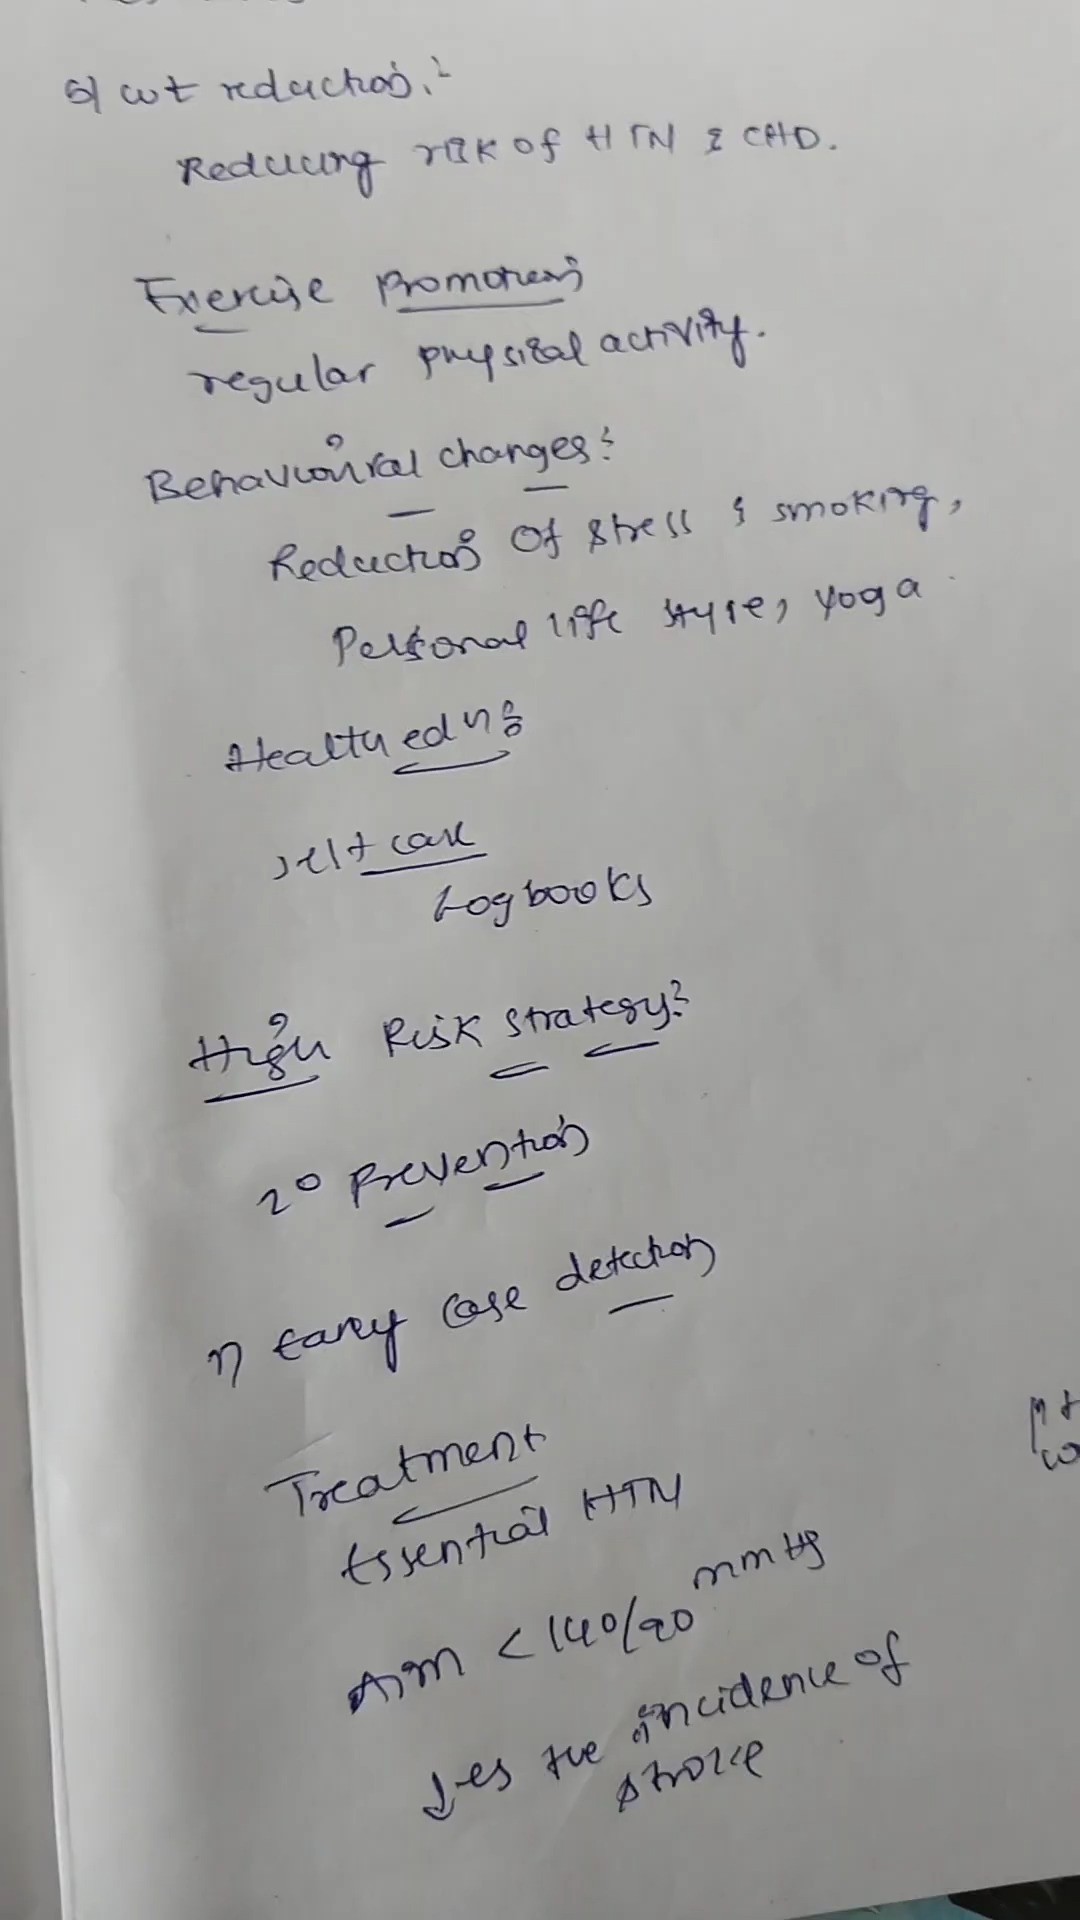 5) wt reduction:
Reducing risk of HTN & CHD.
Exercise Promotion:
regular physical activity.
Behavioural changes:
Reduction of stress & smoking,
Personal life style, yoga
Health edn:
self care
Logbooks
High Risk strategy:
2° Prevention
1) Early case detection
Treatment
Essential HTN
Aim <140/90 mmHg
↓es the incidence of
stroke